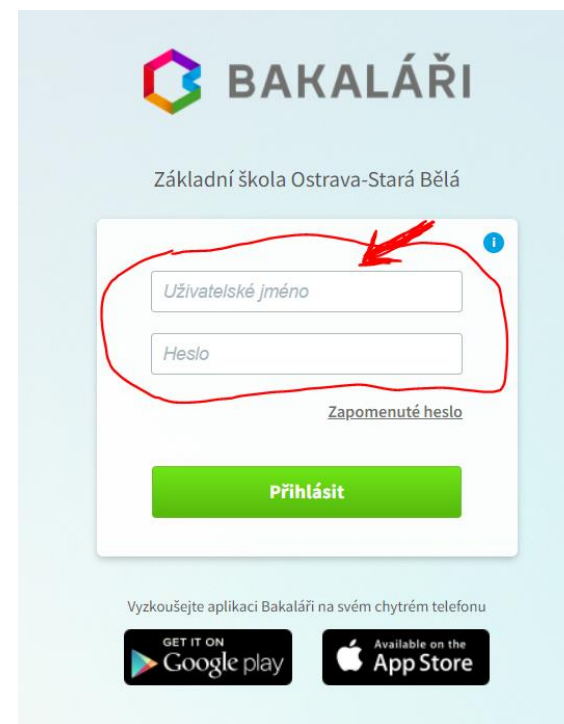 BAKALÁŘI
Základní škola Ostrava-Stará Bělá
i
Uživatelské jméno
Heslo
Zapomenuté heslo
Přihlásit
Vyzkoušejte aplikaci Bakaláři na svém chytrém telefonu
GET IT ON
Google play
Available on the
App Store